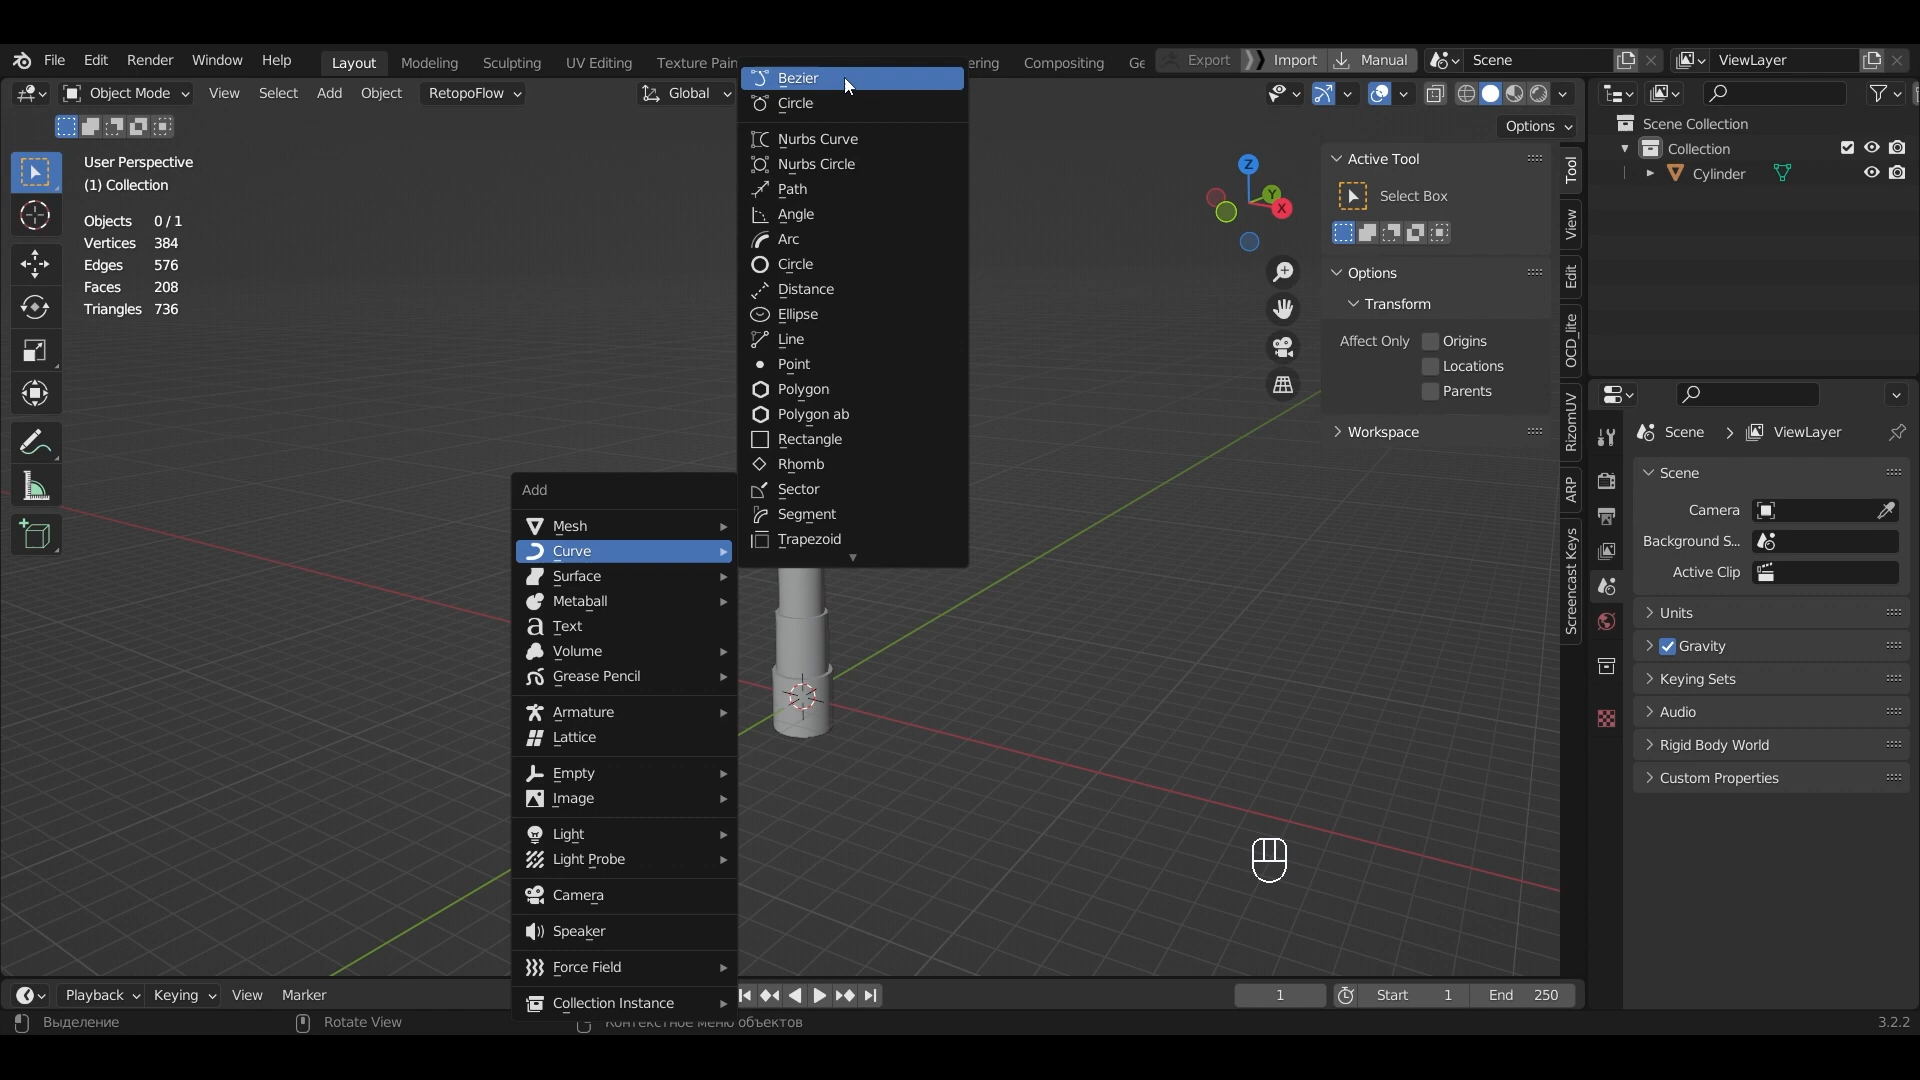 File Edit Render Window Help
Layout Modeling Sculpting UV Editing Texture Pain ering Compositing Ge
Export Import Manual Scene ViewLayer
Object Mode View Select Add Object RetopoFlow Global
Options
User Perspective
(1) Collection
Objects 0 / 1
Vertices 384
Edges 576
Faces 208
Triangles 736
Bezier
Circle
Nurbs Curve
Nurbs Circle
Path
Angle
Arc
Circle
Distance
Ellipse
Line
Point
Polygon
Polygon ab
Rectangle
Rhomb
Sector
Segment
Trapezoid
Add
Mesh
Curve
Surface
Metaball
Text
Volume
Grease Pencil
Armature
Lattice
Empty
Image
Light
Light Probe
Camera
Speaker
Force Field
Collection Instance
Z
Y
X
Active Tool
Select Box
Options
Transform
Affect Only Origins
Locations
Parents
Workspace
Tool
View
Edit
OCD_lite
RizomUV
ARP
Screencast Keys
Scene Collection
Collection
Cylinder
Scene ViewLayer
Scene
Camera
Background S...
Active Clip
Units
Gravity
Keying Sets
Audio
Rigid Body World
Custom Properties
Playback Keying View Marker
1 Start 1 End 250
Выделение Rotate View Контекстное меню объектов
3.2.2